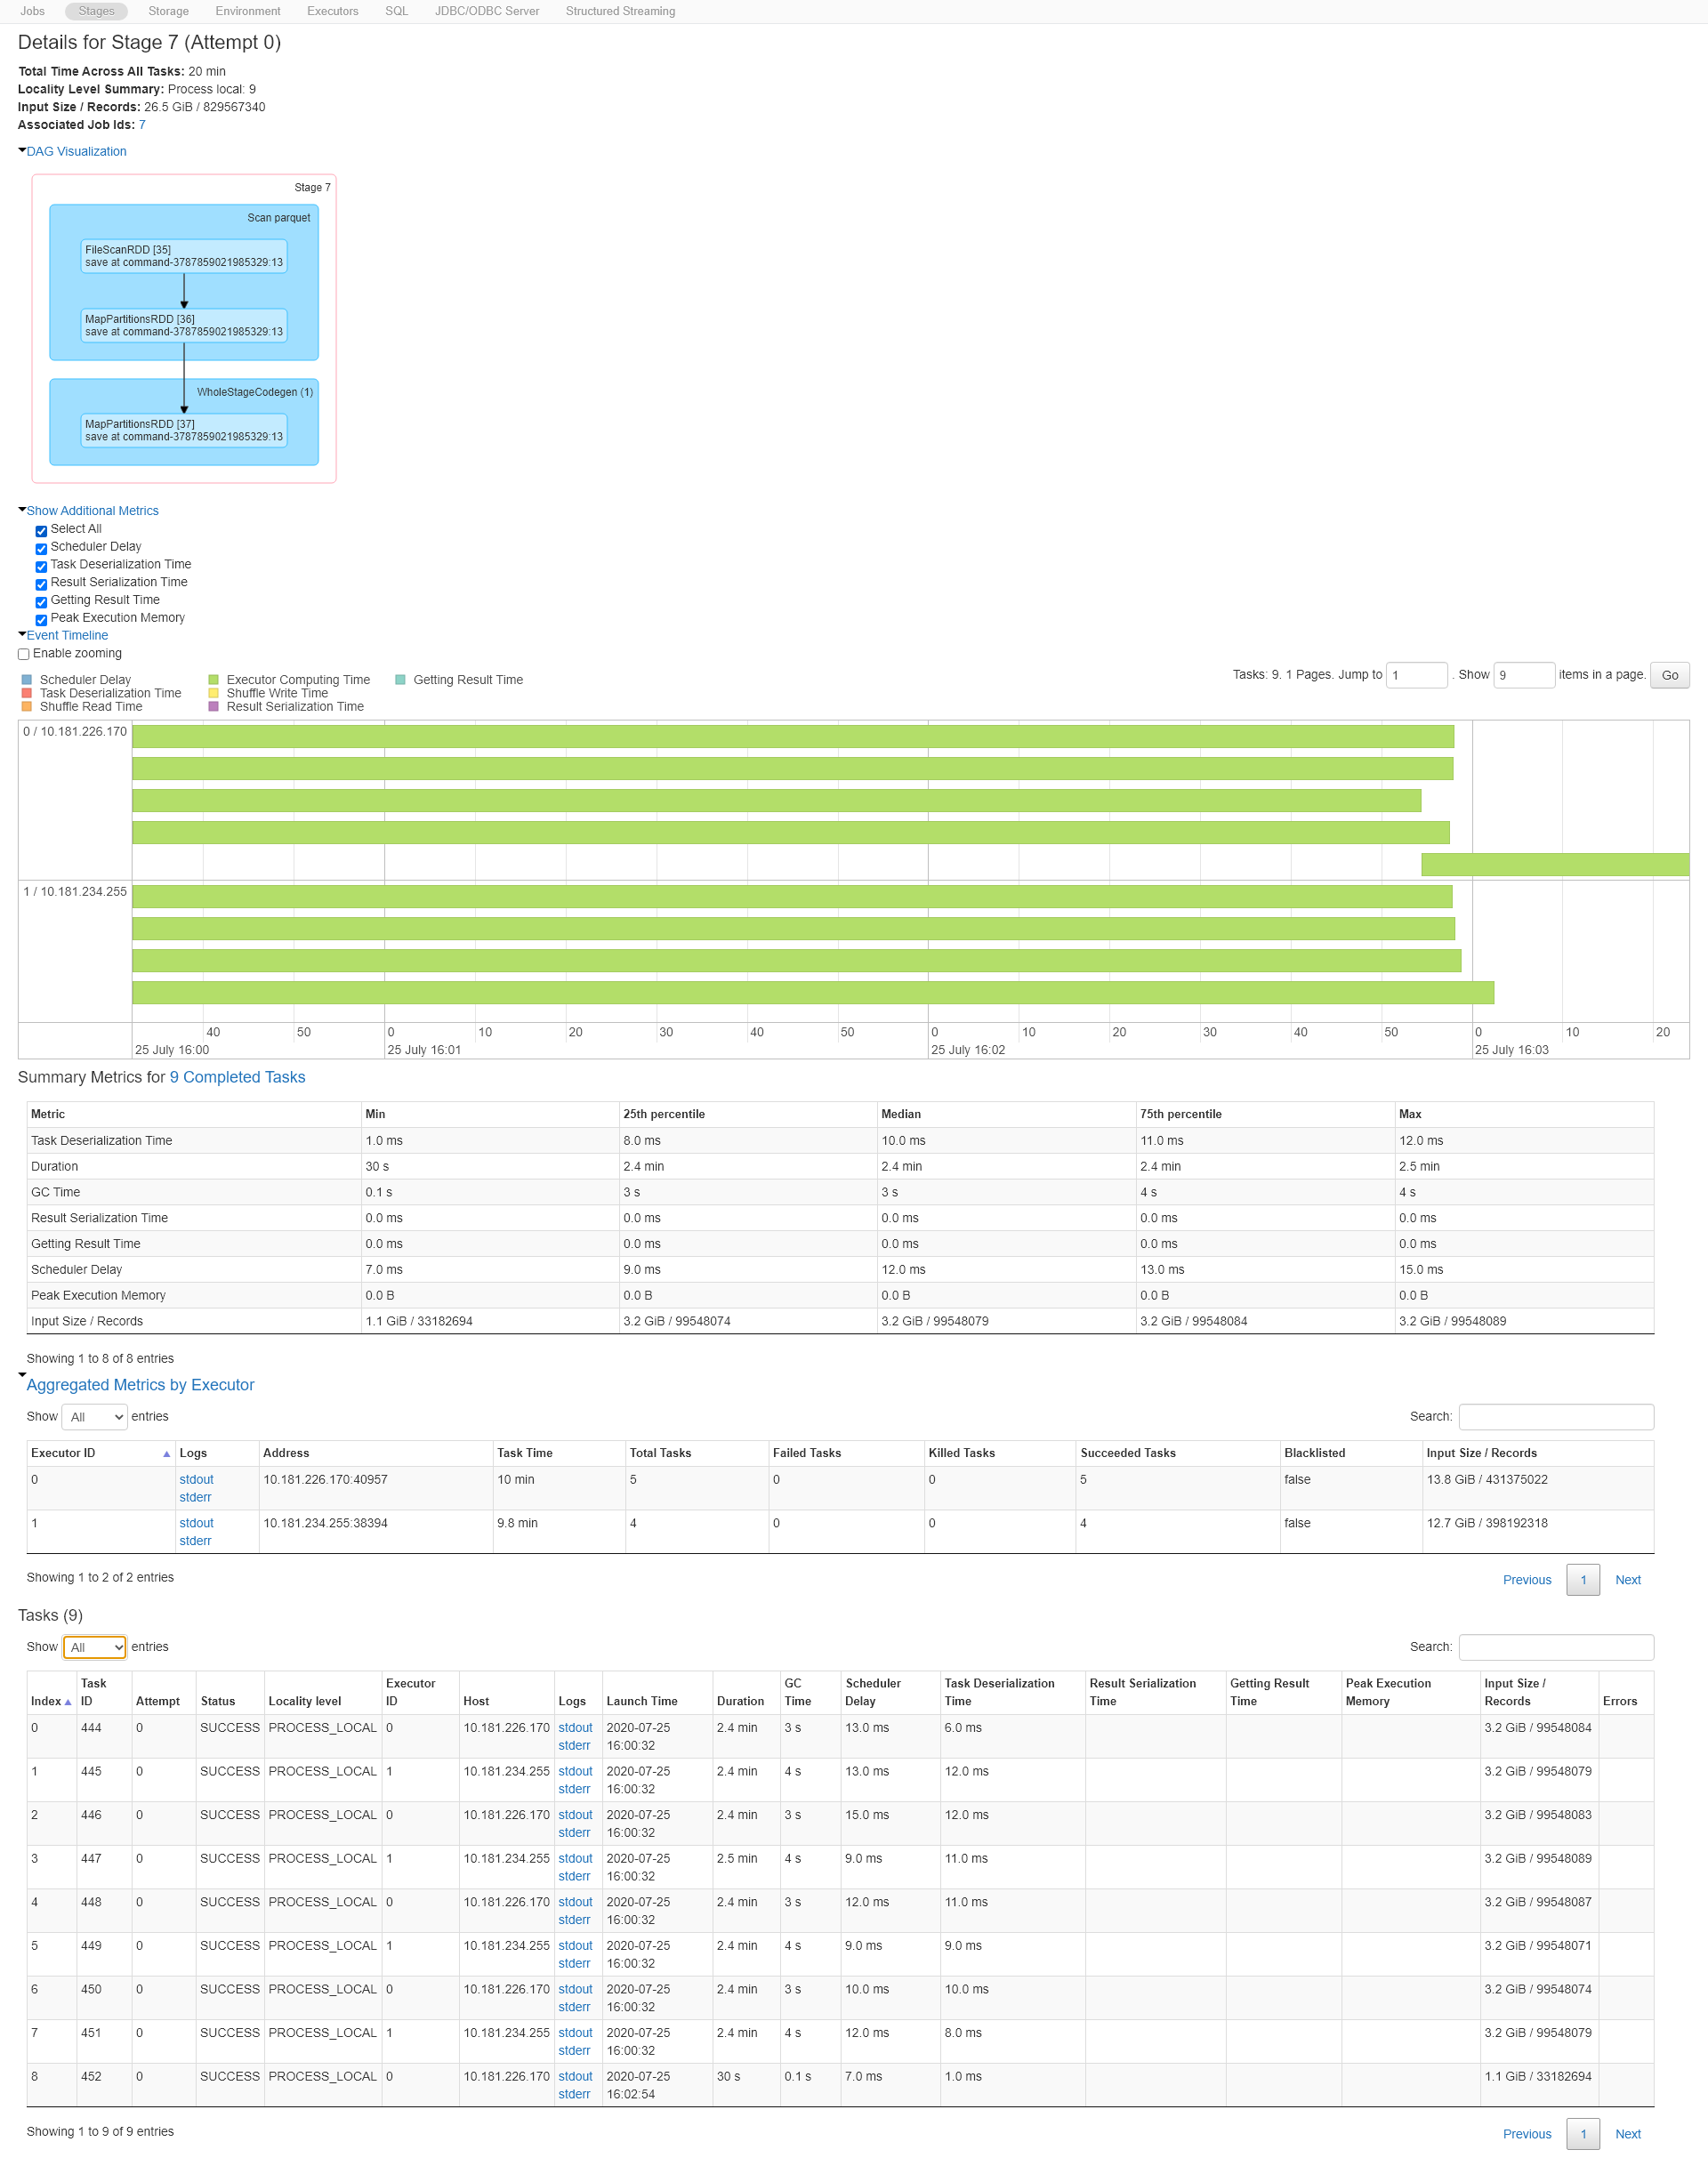 Jobs Stages Storage Environment Executors SQL JDBC/ODBC Server Structured Streaming
Details for Stage 7 (Attempt 0)
Total Time Across All Tasks: 20 min
Locality Level Summary: Process local: 9
Input Size / Records: 26.5 GiB / 829567340
Associated Job Ids: 7
DAG Visualization
Stage 7
Scan parquet
FileScanRDD [35]
save at command-3787859021985329:13
MapPartitionsRDD [36]
save at command-3787859021985329:13
WholeStageCodegen (1)
MapPartitionsRDD [37]
save at command-3787859021985329:13
Show Additional Metrics
Select All
Scheduler Delay
Task Deserialization Time
Result Serialization Time
Getting Result Time
Peak Execution Memory
Event Timeline
Enable zooming
Tasks: 9. 1 Pages. Jump to 1 . Show 9 items in a page. Go
Scheduler Delay Executor Computing Time Getting Result Time
Task Deserialization Time Shuffle Write Time
Shuffle Read Time Result Serialization Time
0 / 10.181.226.170
1 / 10.181.234.255
40 50 0 10 20 30 40 50 0 10 20 30 40 50 0 10 20
25 July 16:00 25 July 16:01 25 July 16:02 25 July 16:03
Summary Metrics for 9 Completed Tasks
Metric Min 25th percentile Median 75th percentile Max
Task Deserialization Time 1.0 ms 8.0 ms 10.0 ms 11.0 ms 12.0 ms
Duration 30 s 2.4 min 2.4 min 2.4 min 2.5 min
GC Time 0.1 s 3 s 3 s 4 s 4 s
Result Serialization Time 0.0 ms 0.0 ms 0.0 ms 0.0 ms 0.0 ms
Getting Result Time 0.0 ms 0.0 ms 0.0 ms 0.0 ms 0.0 ms
Scheduler Delay 7.0 ms 9.0 ms 12.0 ms 13.0 ms 15.0 ms
Peak Execution Memory 0.0 B 0.0 B 0.0 B 0.0 B 0.0 B
Input Size / Records 1.1 GiB / 33182694 3.2 GiB / 99548074 3.2 GiB / 99548079 3.2 GiB / 99548084 3.2 GiB / 99548089
Showing 1 to 8 of 8 entries
Aggregated Metrics by Executor
Show All entries Search:
Executor ID Logs Address Task Time Total Tasks Failed Tasks Killed Tasks Succeeded Tasks Blacklisted Input Size / Records
0 stdout 10.181.226.170:40957 10 min 5 0 0 5 false 13.8 GiB / 431375022
stderr
1 stdout 10.181.234.255:38394 9.8 min 4 0 0 4 false 12.7 GiB / 398192318
stderr
Showing 1 to 2 of 2 entries Previous 1 Next
Tasks (9)
Show All entries Search:
Task Executor GC Scheduler Task Deserialization Result Serialization Getting Result Peak Execution Input Size /
Index ID Attempt Status Locality level ID Host Logs Launch Time Duration Time Delay Time Time Time Memory Records Errors
0 444 0 SUCCESS PROCESS_LOCAL 0 10.181.226.170 stdout 2020-07-25 2.4 min 3 s 13.0 ms 6.0 ms 3.2 GiB / 99548084
stderr 16:00:32
1 445 0 SUCCESS PROCESS_LOCAL 1 10.181.234.255 stdout 2020-07-25 2.4 min 4 s 13.0 ms 12.0 ms 3.2 GiB / 99548079
stderr 16:00:32
2 446 0 SUCCESS PROCESS_LOCAL 0 10.181.226.170 stdout 2020-07-25 2.4 min 3 s 15.0 ms 12.0 ms 3.2 GiB / 99548083
stderr 16:00:32
3 447 0 SUCCESS PROCESS_LOCAL 1 10.181.234.255 stdout 2020-07-25 2.5 min 4 s 9.0 ms 11.0 ms 3.2 GiB / 99548089
stderr 16:00:32
4 448 0 SUCCESS PROCESS_LOCAL 0 10.181.226.170 stdout 2020-07-25 2.4 min 3 s 12.0 ms 11.0 ms 3.2 GiB / 99548087
stderr 16:00:32
5 449 0 SUCCESS PROCESS_LOCAL 1 10.181.234.255 stdout 2020-07-25 2.4 min 4 s 9.0 ms 9.0 ms 3.2 GiB / 99548071
stderr 16:00:32
6 450 0 SUCCESS PROCESS_LOCAL 0 10.181.226.170 stdout 2020-07-25 2.4 min 3 s 10.0 ms 10.0 ms 3.2 GiB / 99548074
stderr 16:00:32
7 451 0 SUCCESS PROCESS_LOCAL 1 10.181.234.255 stdout 2020-07-25 2.4 min 4 s 12.0 ms 8.0 ms 3.2 GiB / 99548079
stderr 16:00:32
8 452 0 SUCCESS PROCESS_LOCAL 0 10.181.226.170 stdout 2020-07-25 30 s 0.1 s 7.0 ms 1.0 ms 1.1 GiB / 33182694
stderr 16:02:54
Showing 1 to 9 of 9 entries Previous 1 Next